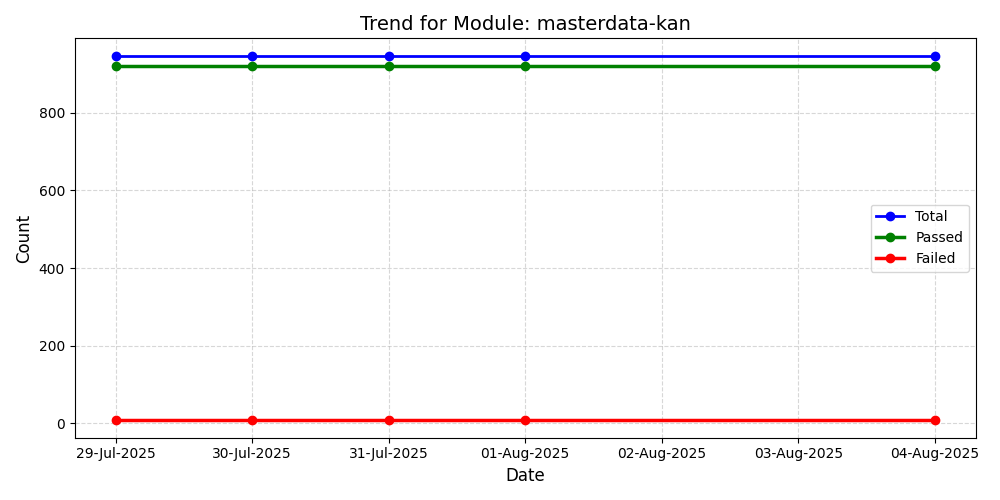 Trend for Module: masterdata-kan
Count
800
600
400
200
0
Total
Passed
Failed
29-Jul-2025 30-Jul-2025 31-Jul-2025 01-Aug-2025 02-Aug-2025 03-Aug-2025 04-Aug-2025
Date